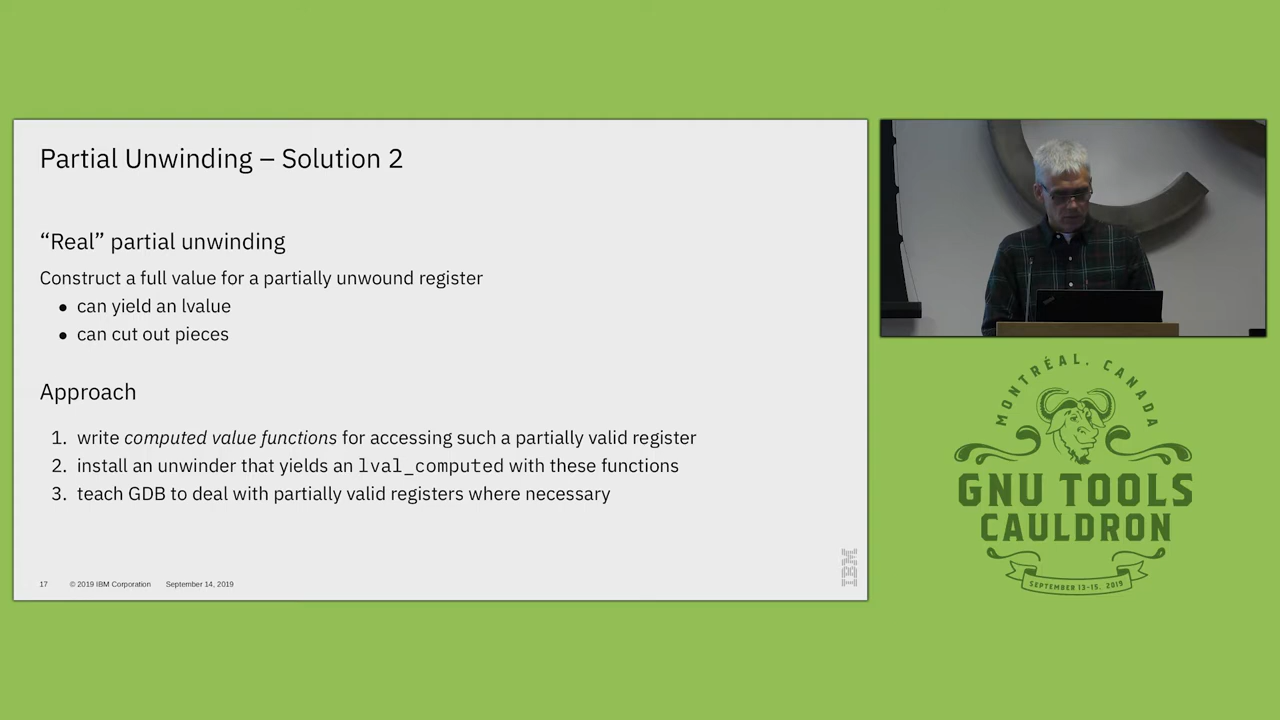 Partial Unwinding – Solution 2
“Real” partial unwinding
Construct a full value for a partially unwound register
• can yield an lvalue
• can cut out pieces
Approach
1. write computed value functions for accessing such a partially valid register
2. install an unwinder that yields an lval_computed with these functions
3. teach GDB to deal with partially valid registers where necessary
17 © 2019 IBM Corporation September 14, 2019
IBM
MONTRÉAL, CANADA
GNU TOOLS
CAULDRON
SEPTEMBER 13-15, 2019